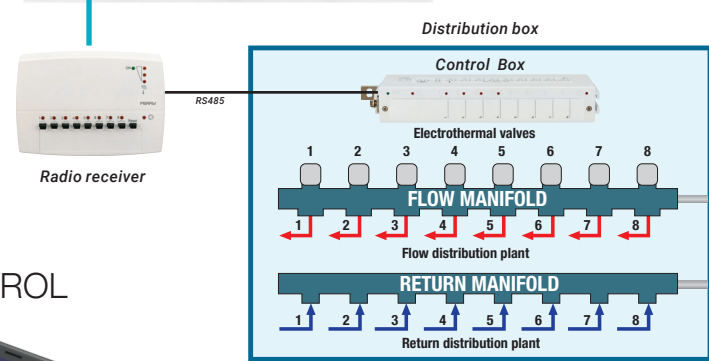 Distribution box
Control Box
RS485
PERRY
Radio receiver
Electrothermal valves
1 2 3 4 5 6 7 8
FLOW MANIFOLD
1 2 3 4 5 6 7 8
Flow distribution plant
ROL
RETURN MANIFOLD
1 2 3 4 5 6 7 8
Return distribution plant